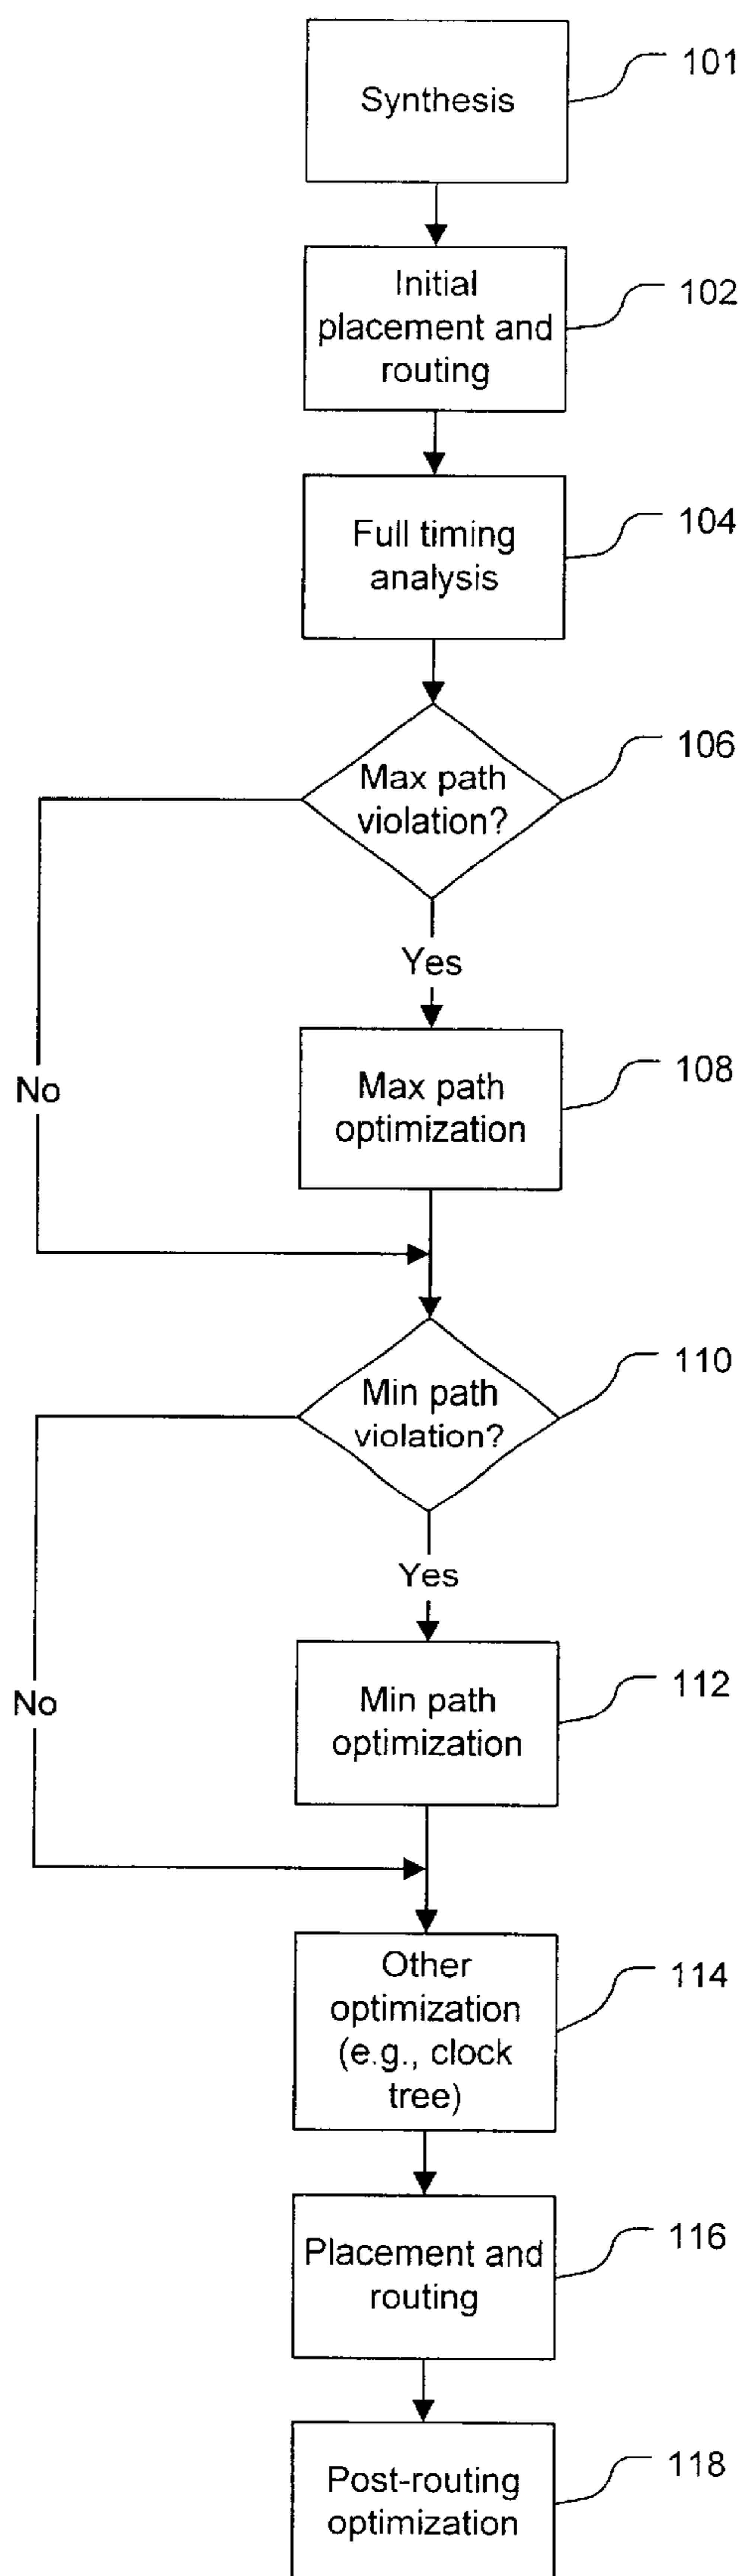 Synthesis
101
Initial
placement and
routing
102
Full timing
analysis
104
Max path
violation?
106
Yes
No
Max path
optimization
108
Min path
violation?
110
Yes
No
Min path
optimization
112
Other
optimization
(e.g., clock
tree)
114
Placement and
routing
116
Post-routing
optimization
118